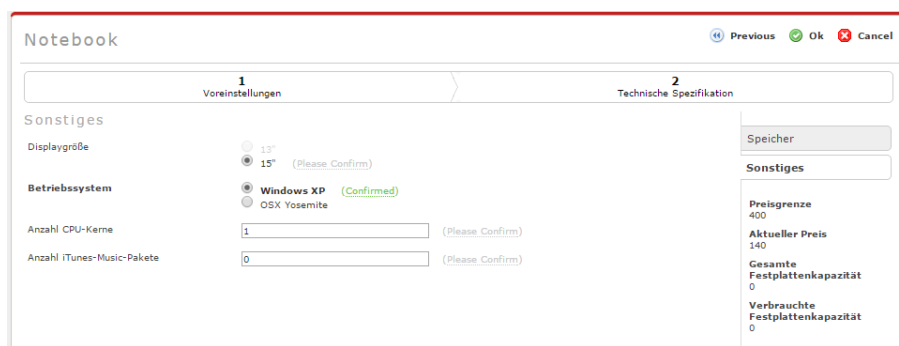 Notebook
Previous Ok Cancel
1
Voreinstellungen
2
Technische Spezifikation
Sonstiges
Displaygröße
13"
15" (Please Confirm)
Betriebssystem
Windows XP (Confirmed)
OSX Yosemite
Anzahl CPU-Kerne
1 (Please Confirm)
Anzahl iTunes-Music-Pakete
0 (Please Confirm)
Speicher
Sonstiges
Preisgrenze
400
Aktueller Preis
140
Gesamte
Festplattenkapazität
0
Verbrauchte
Festplattenkapazität
0